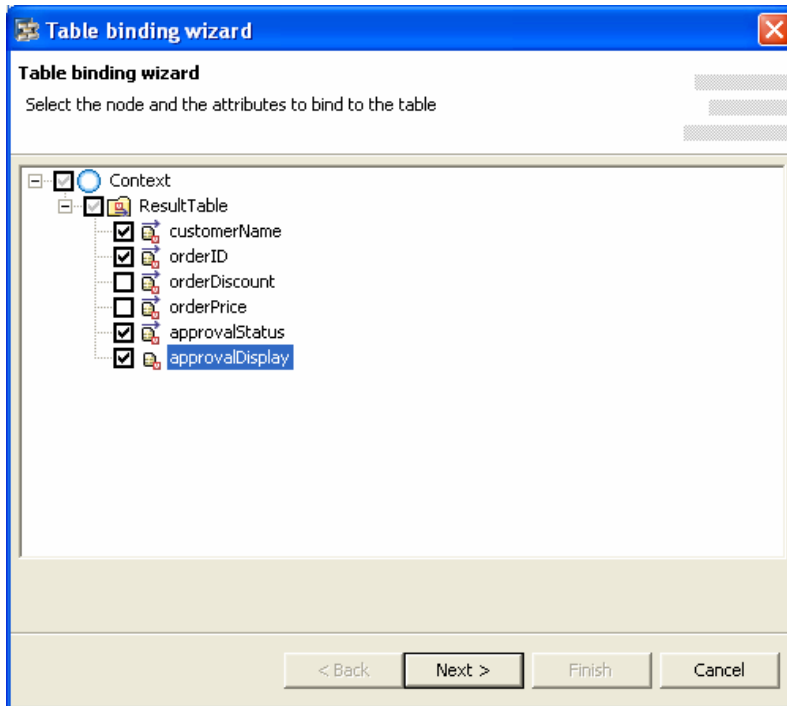 Table binding wizard
Table binding wizard
Select the node and the attributes to bind to the table
Context
ResultTable
customerName
orderID
orderDiscount
orderPrice
approvalStatus
approvalDisplay
< Back Next > Finish Cancel